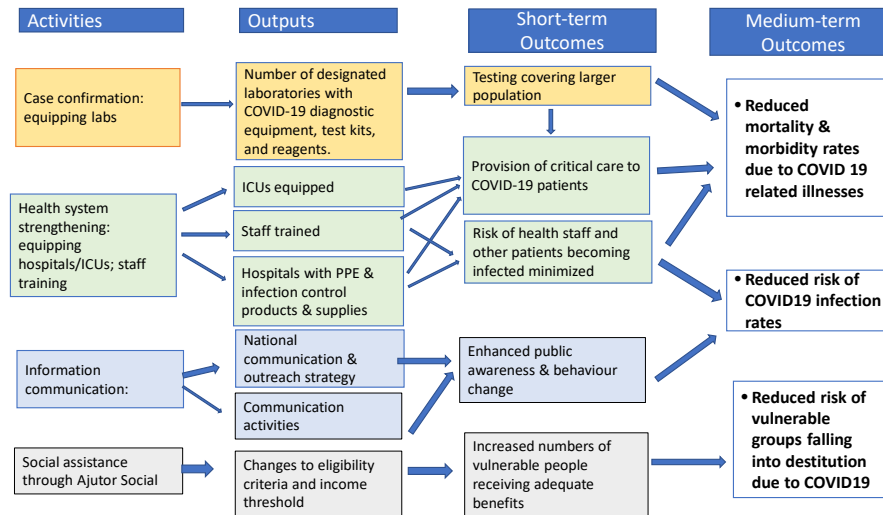 Activities
Outputs
Short-term
Outcomes
Medium-term
Outcomes
Case confirmation:
equipping labs
Number of designated
laboratories with
COVID-19 diagnostic
equipment, test kits,
and reagents.
Testing covering larger
population
• Reduced
mortality &
morbidity rates
due to COVID 19
related illnesses
Health system
strengthening:
equipping
hospitals/ICUs; staff
training
ICUs equipped
Staff trained
Hospitals with PPE &
infection control
products & supplies
Provision of critical care to
COVID-19 patients
Risk of health staff and
other patients becoming
infected minimized
• Reduced risk of
COVID19 infection
rates
Information
communication:
National
communication &
outreach strategy
Communication
activities
Enhanced public
awareness & behaviour
change
• Reduced risk of
vulnerable
groups falling
into destitution
due to COVID19
Social assistance
through Ajutor Social
Changes to eligibility
criteria and income
threshold
Increased numbers of
vulnerable people
receiving adequate
benefits